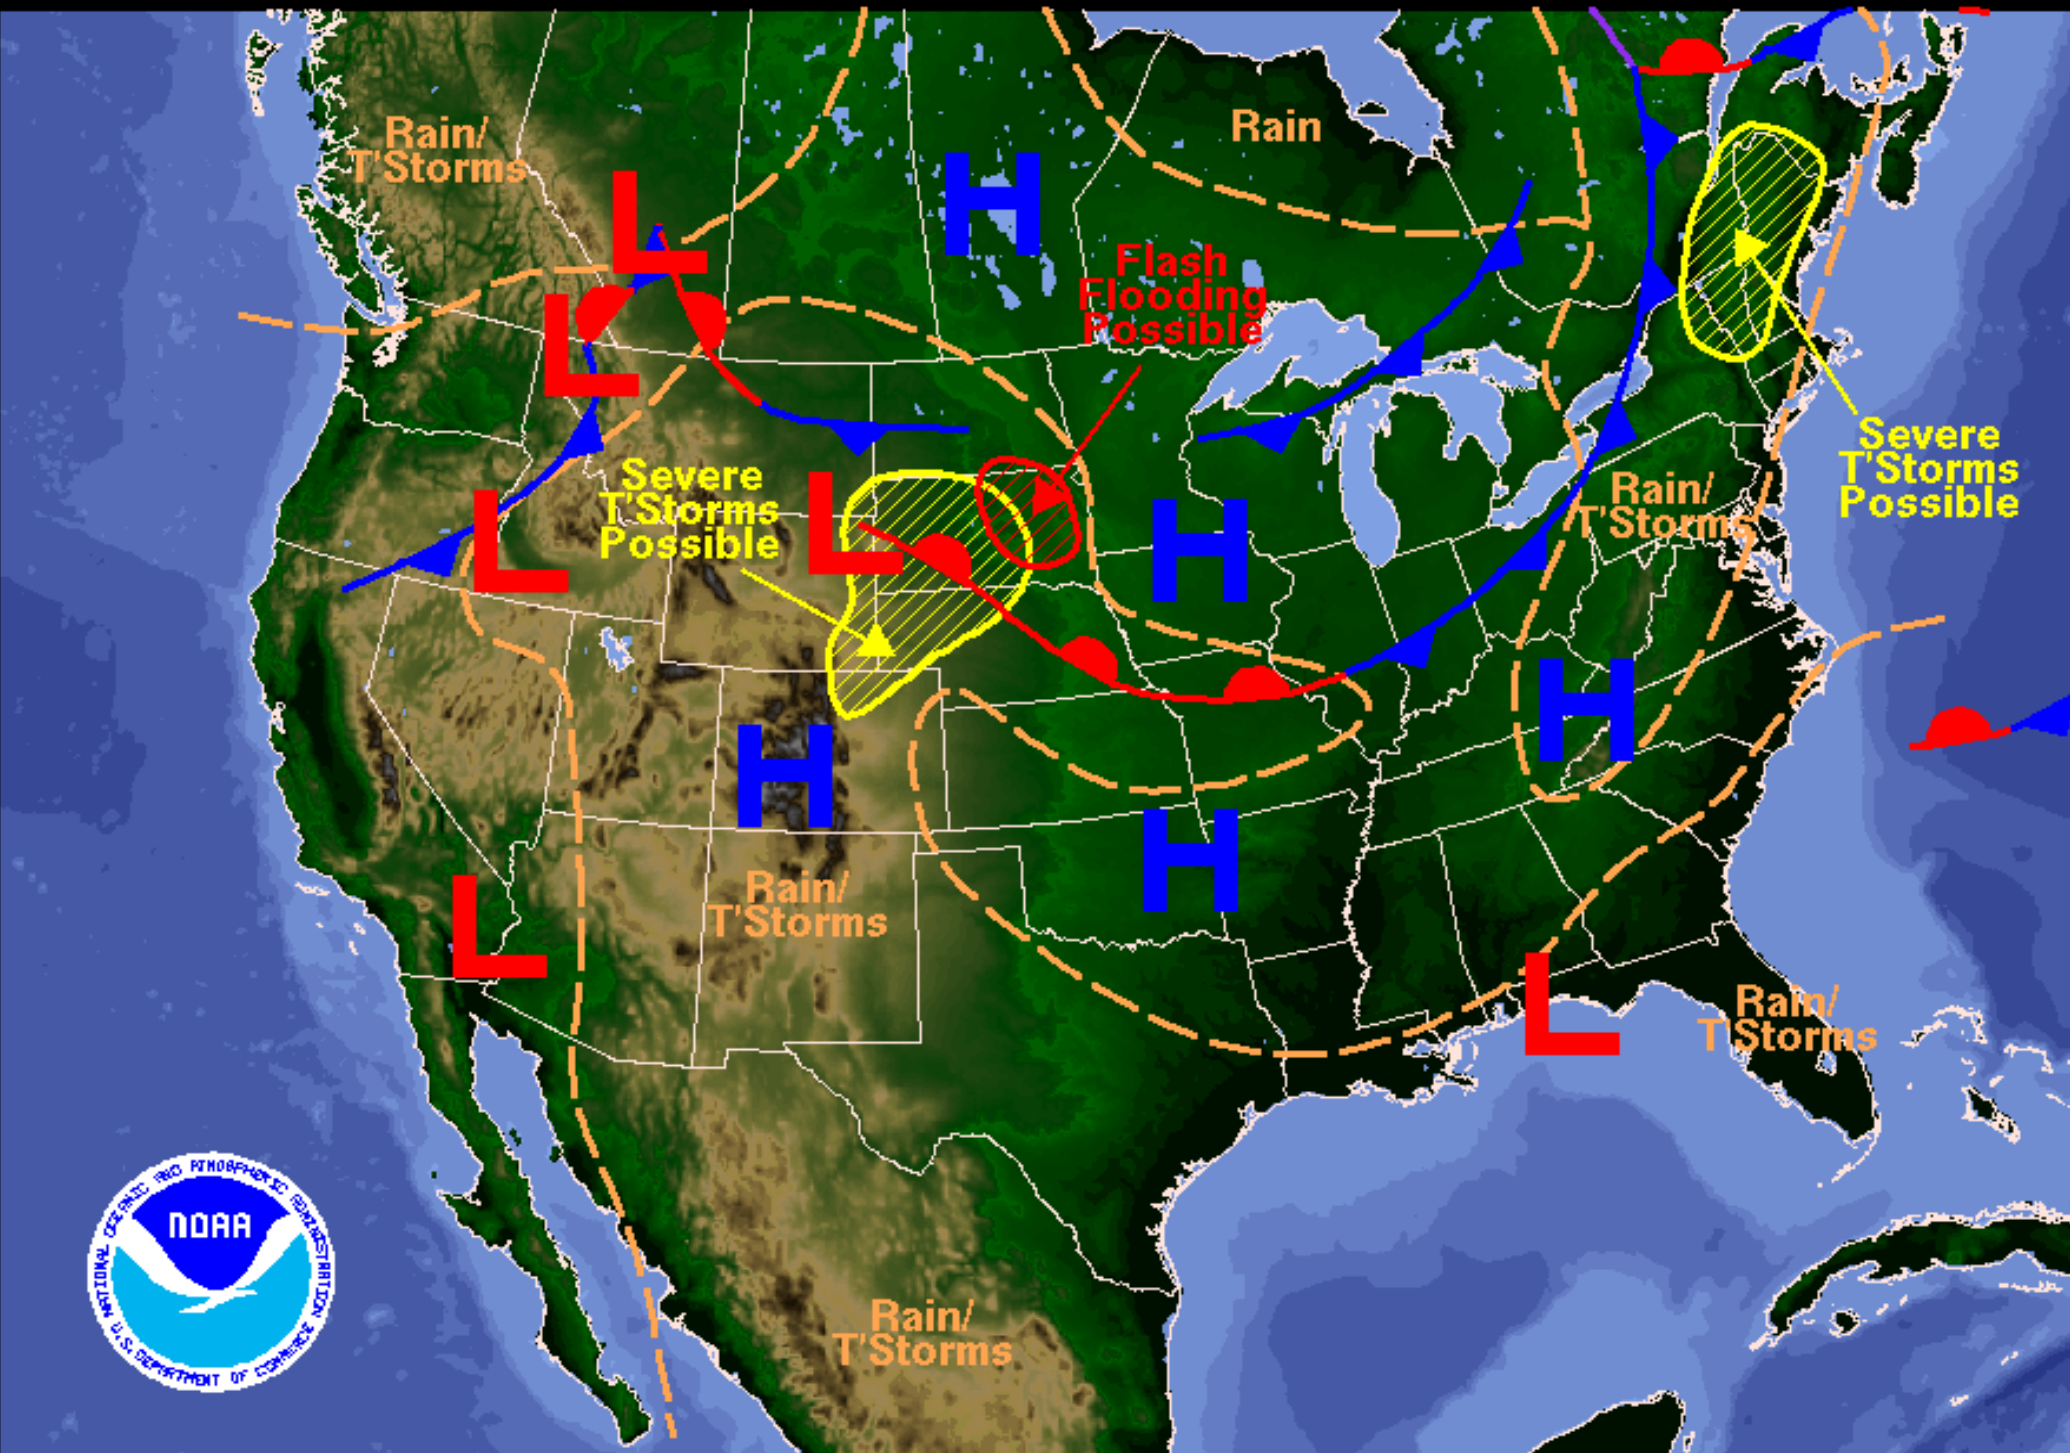 Rain/
T'Storms
L
H
Rain
Flash
Flooding
Possible
L
Severe
T'Storms
Possible
L
L
Severe
T'Storms
Possible
H
Rain/
T'Storms
H
H
H
Rain/
T'Storms
L
L
Rain/
T'Storms
NATIONAL OCEANIC AND ATMOSPHERIC ADMINISTRATION
NOAA
U.S. DEPARTMENT OF COMMERCE
Rain/
T'Storms